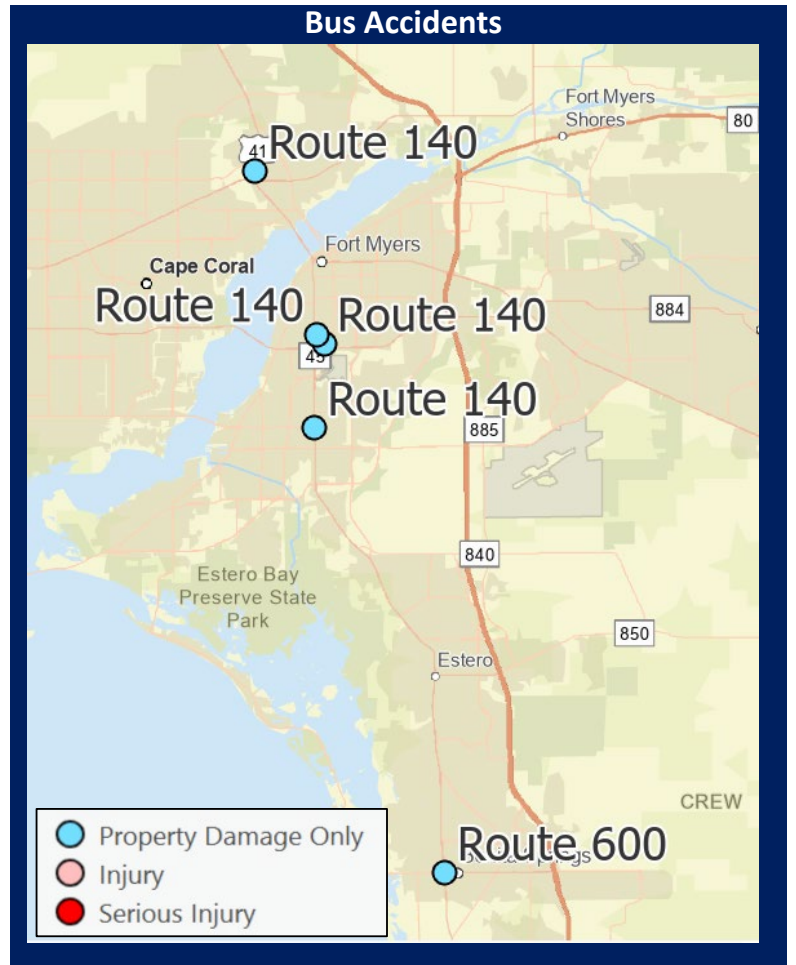 Bus Accidents
Fort Myers
Shores
80
41
Route 140
Fort Myers
Cape Coral
Route 140
Route 140
884
45
Route 140
885
840
Estero Bay
Preserve State
Park
850
Estero
CREW
Property Damage Only
Injury
Serious Injury
Route 600